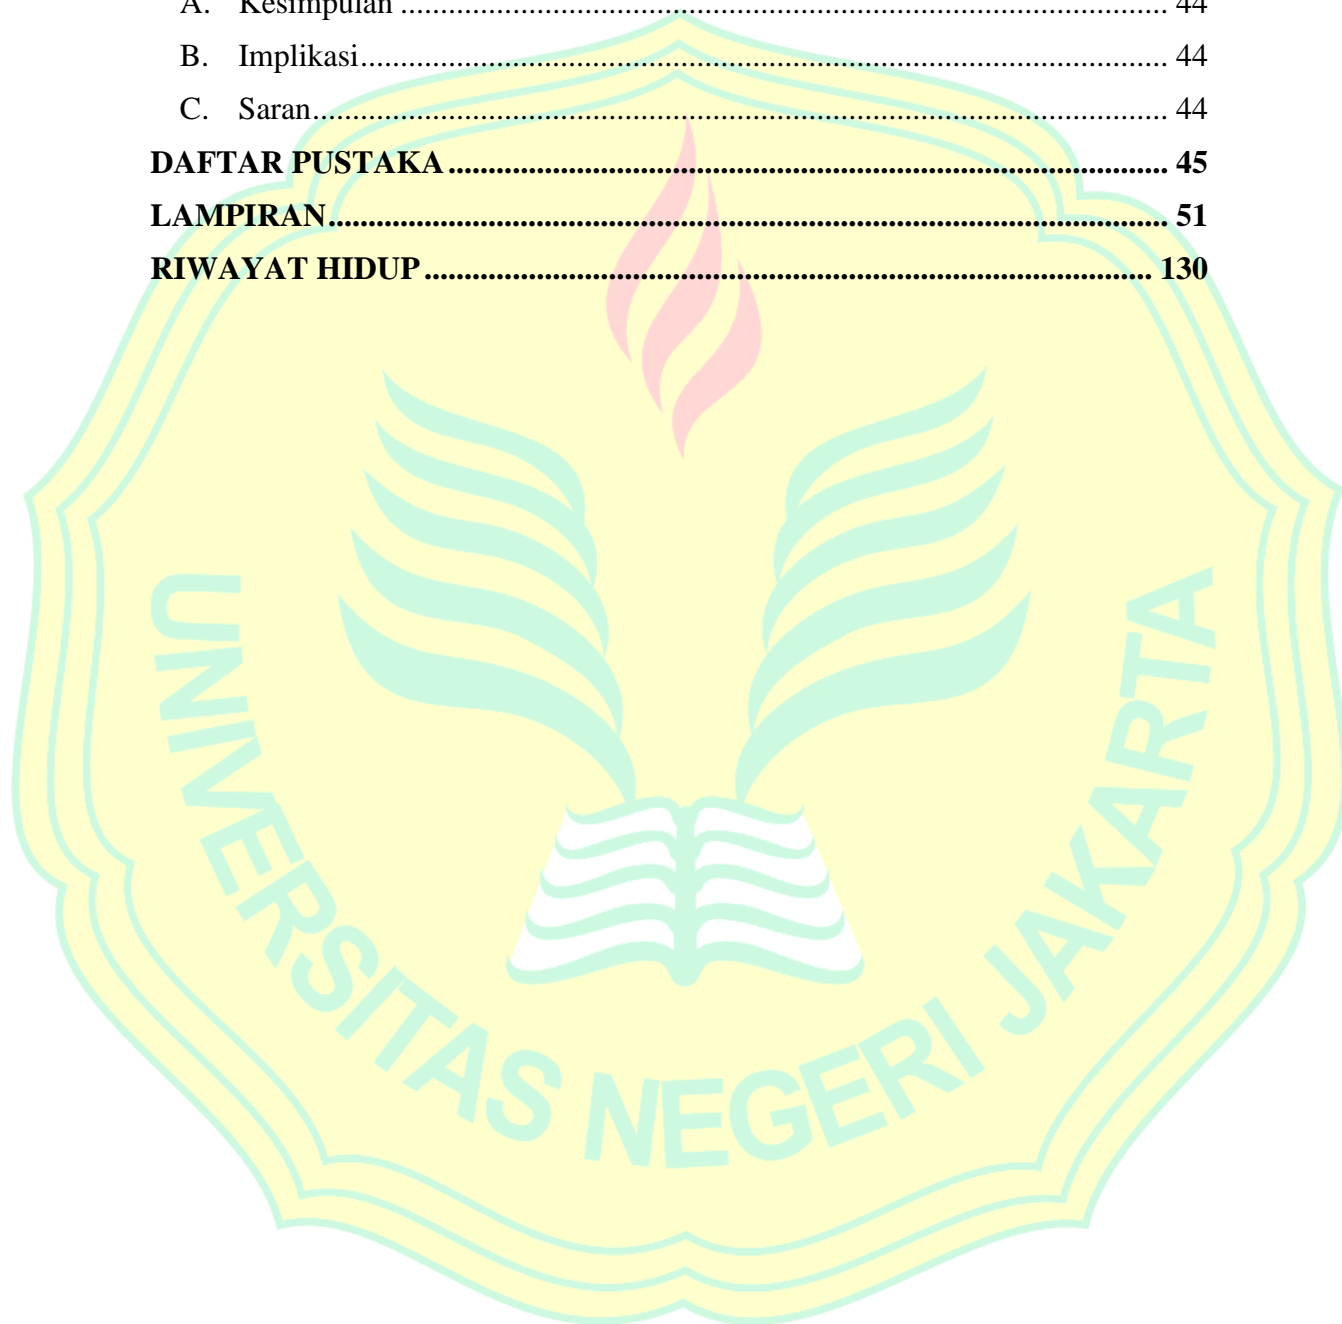 A. Kesimpulan ................................................................................................ 44
B. Implikasi..................................................................................................... 44
C. Saran........................................................................................................... 44
DAFTAR PUSTAKA .......................................................................................... 45
LAMPIRAN......................................................................................................... 51
RIWAYAT HIDUP ........................................................................................... 130
UNIVERSITAS NEGERI JAKARTA